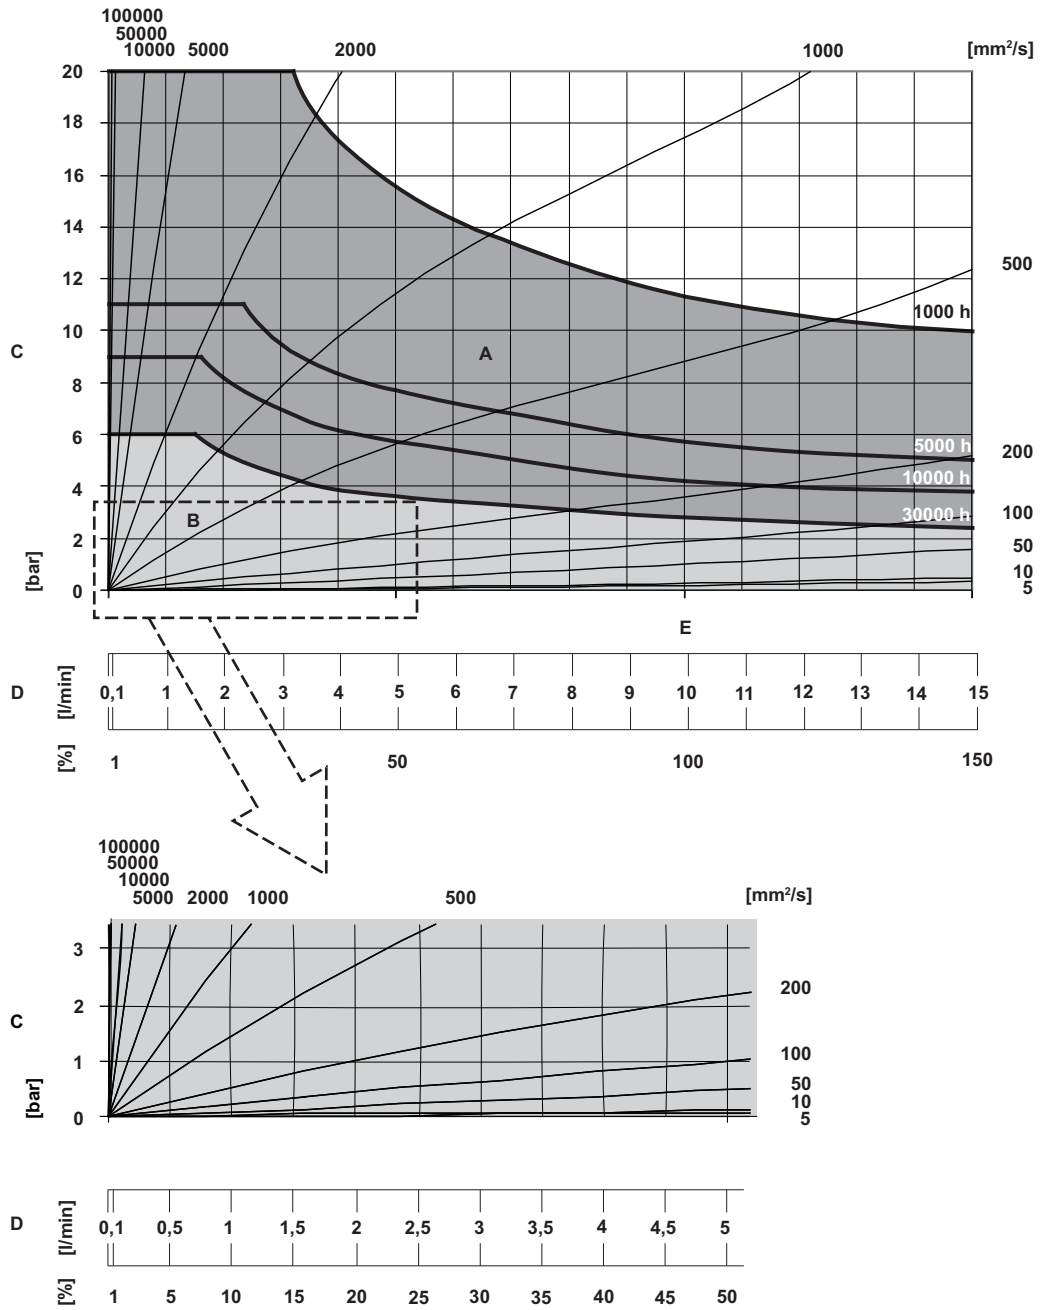 100000
50000
10000 5000 2000 1000 [mm²/s]
20
18
16
14
12
500
1000 h
10
C
A
8
6
5000 h
200
10000 h
4
30000 h
100
B
2
50
10
[bar]
0
5
E
D [l/min] 0,1 1 2 3 4 5 6 7 8 9 10 11 12 13 14 15
[%] 1 50 100 150
100000
50000
10000
5000 2000 1000 500 [mm²/s]
3
200
2
C
1
100
50
[bar]
10
0
5
D [l/min] 0,1 0,5 1 1,5 2 2,5 3 3,5 4 4,5 5
[%] 1 5 10 15 20 25 30 35 40 45 50